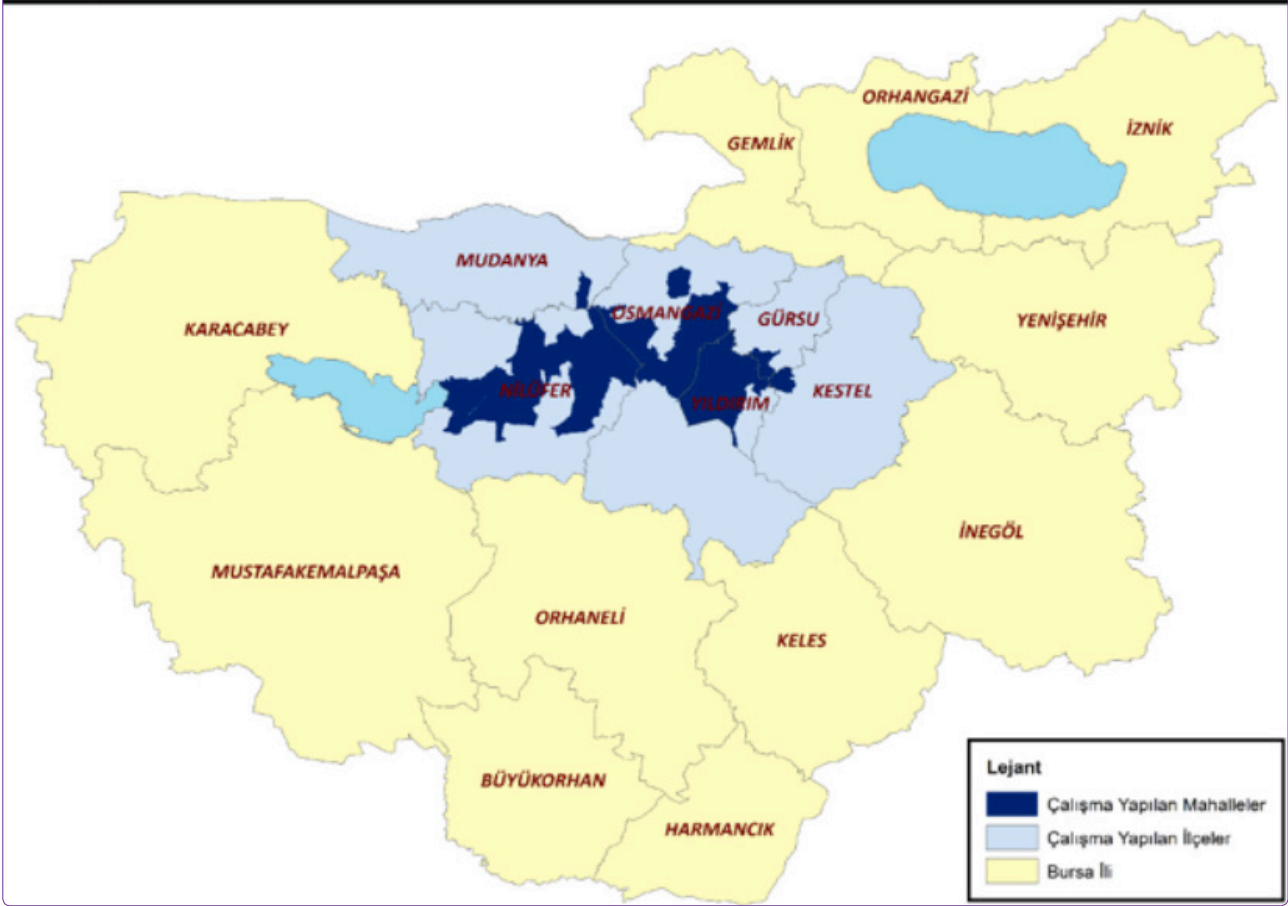 ORHANGAZİ
İZNİK
GEMLİK
MUDANYA
OSMANGAZİ
GÜRSU
YENİŞEHİR
KARACABEY
NİLÜFER
YILDIRIM
KESTEL
İNEGÖL
MUSTAFAKEMALPAŞA
ORHANELİ
KELES
BÜYÜKORHAN
HARMANCIK
Lejant
Çalışma Yapılan Mahalleler
Çalışma Yapılan İlçeler
Bursa İli